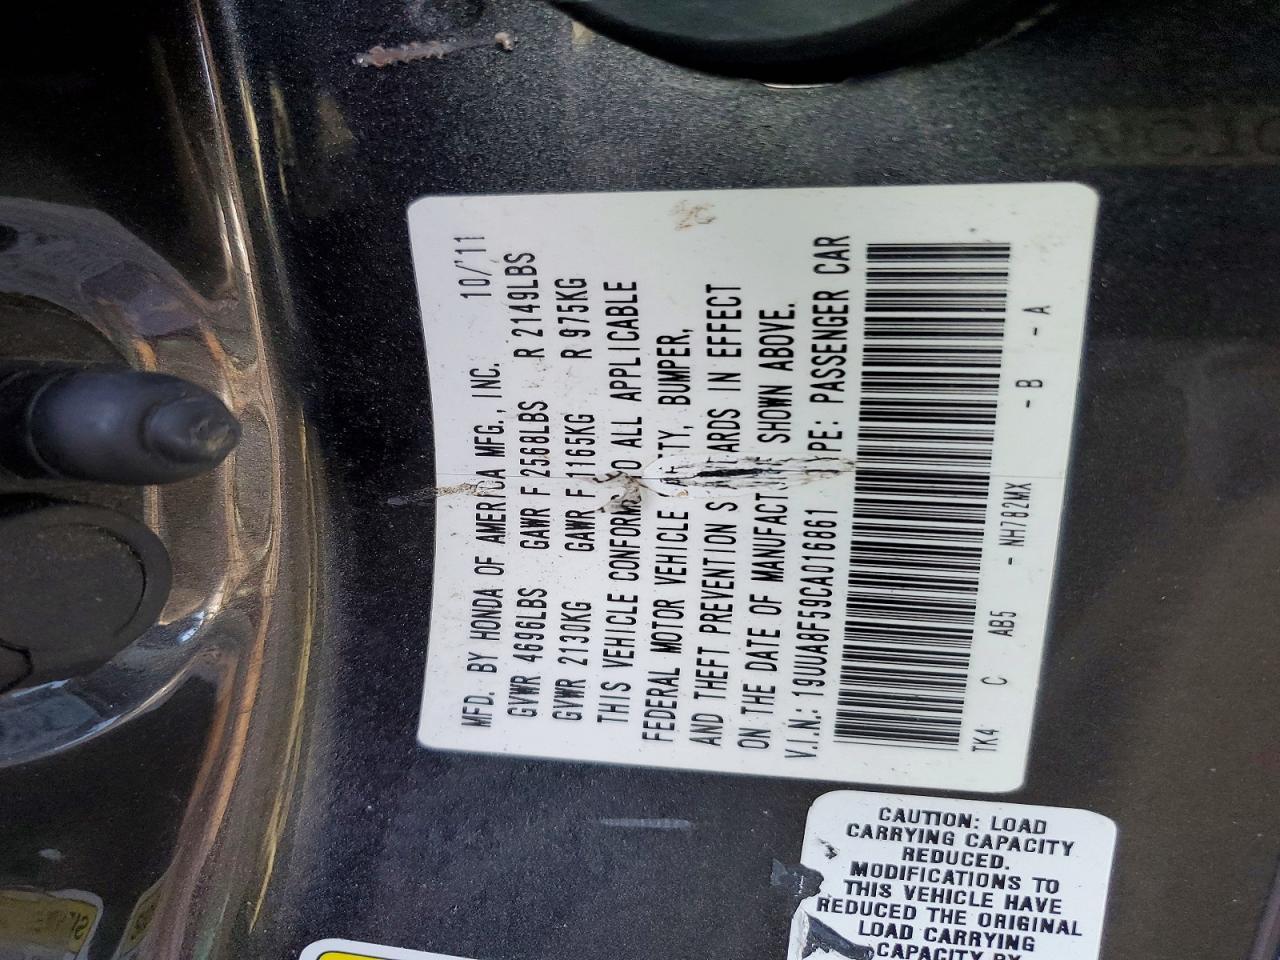 MFD. BY HONDA OF AMERICA MFG., INC. 10/'11
GVWR 4696LBS GAWR F 2568LBS R 2149LBS
GVWR 2130KG GAWR F 1165KG R 975KG
THIS VEHICLE CONFORMS TO ALL APPLICABLE
FEDERAL MOTOR VEHICLE SAFETY, BUMPER,
AND THEFT PREVENTION STANDARDS IN EFFECT
ON THE DATE OF MANUFACTURE SHOWN ABOVE.
V.I.N.: 19UUA8F59CA016861 TYPE: PASSENGER CAR
TK4 C AB5 - NH782MX - B - A
CAUTION: LOAD
CARRYING CAPACITY
REDUCED.
MODIFICATIONS TO
THIS VEHICLE HAVE
REDUCED THE ORIGINAL
LOAD CARRYING
CAPACITY BY